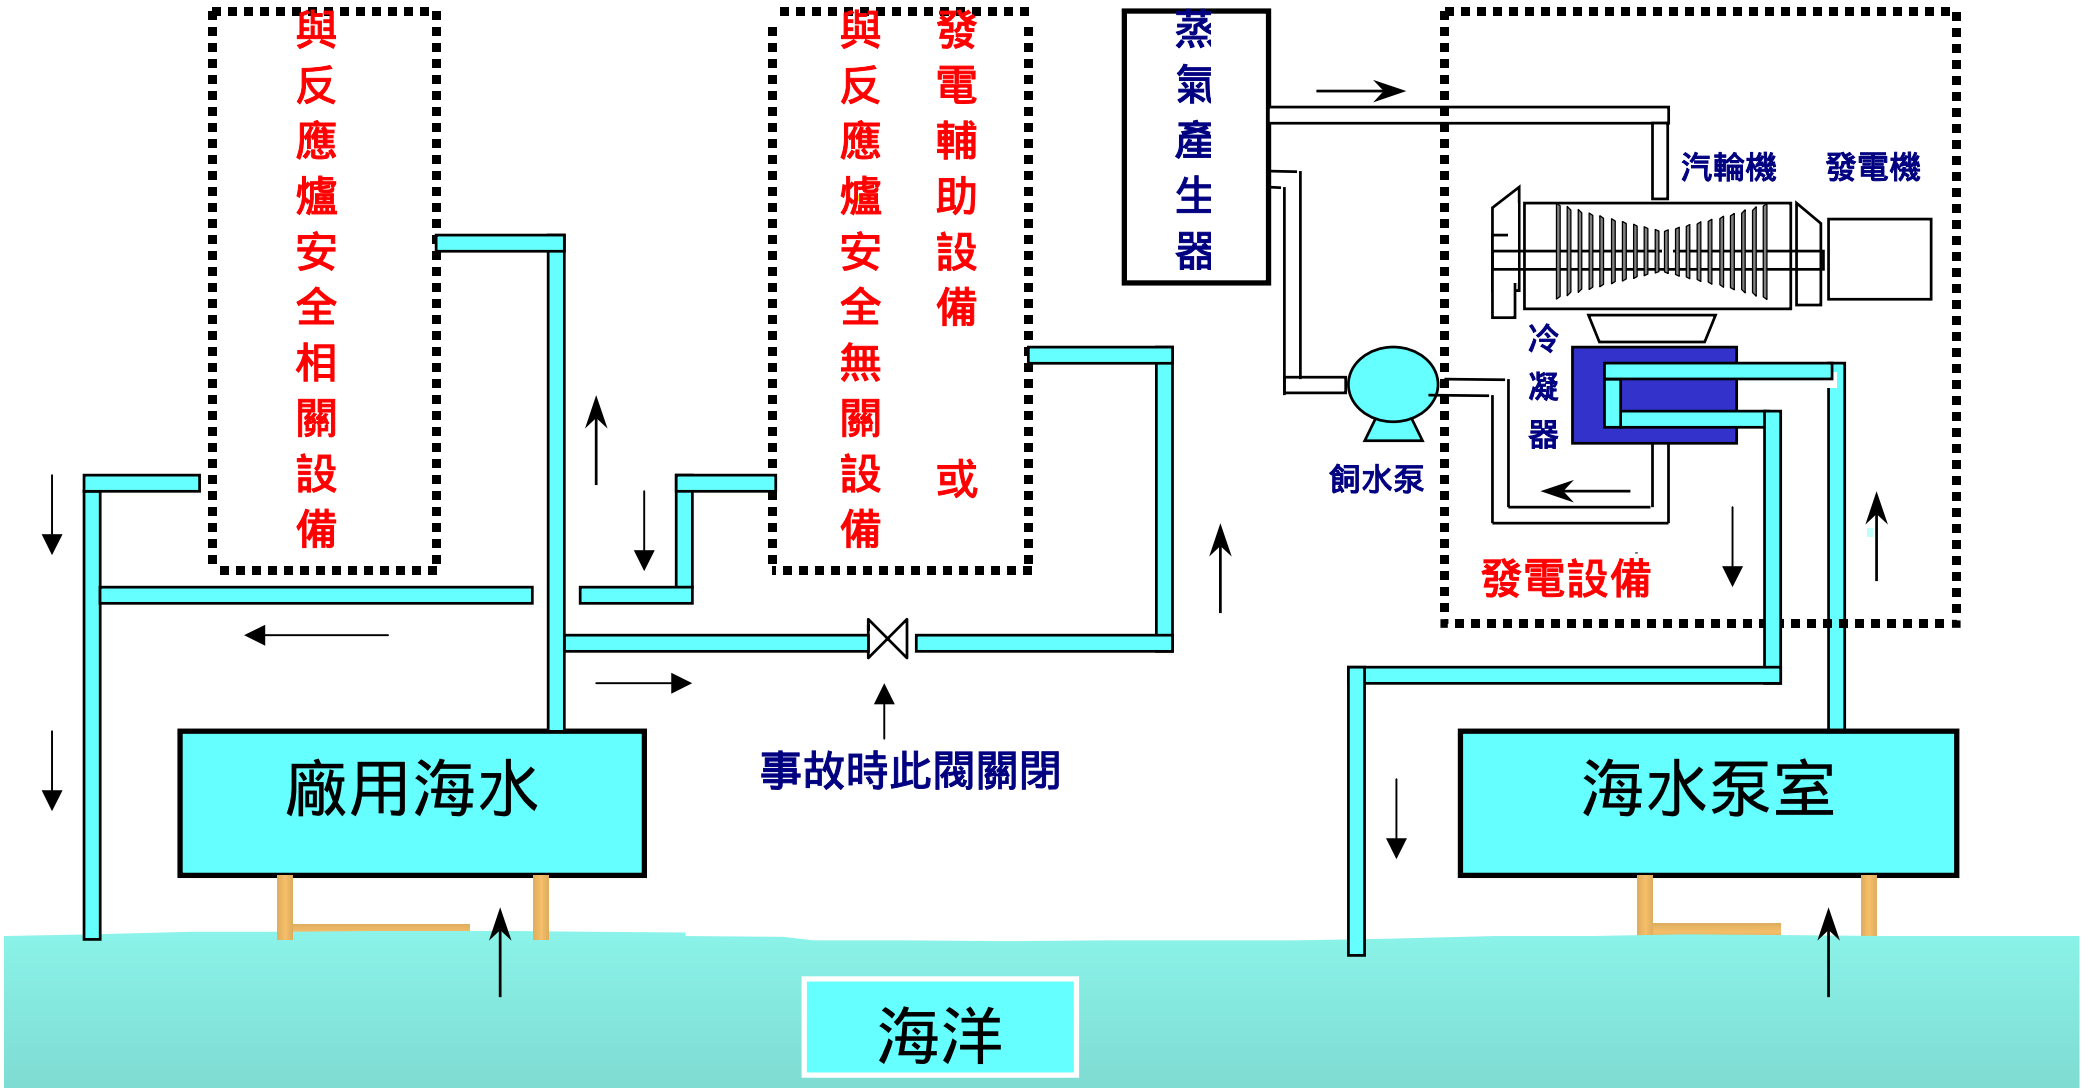 與反應爐安全相關設備
發電輔助設備 或
與反應爐安全無關設備
蒸氣產生器
汽輪機
發電機
冷凝器
飼水泵
發電設備
事故時此閥關閉
廠用海水
海水泵室
海洋